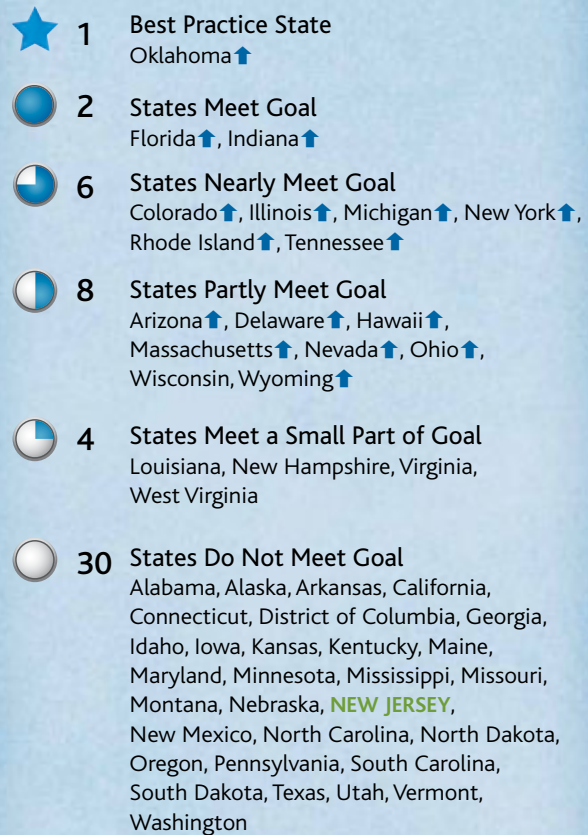 1 Best Practice State
Oklahoma⬆
2 States Meet Goal
Florida⬆, Indiana⬆
6 States Nearly Meet Goal
Colorado⬆, Illinois⬆, Michigan⬆, New York⬆,
Rhode Island⬆, Tennessee⬆
8 States Partly Meet Goal
Arizona⬆, Delaware⬆, Hawaii⬆,
Massachusetts⬆, Nevada⬆, Ohio⬆,
Wisconsin, Wyoming⬆
4 States Meet a Small Part of Goal
Louisiana, New Hampshire, Virginia,
West Virginia
30 States Do Not Meet Goal
Alabama, Alaska, Arkansas, California,
Connecticut, District of Columbia, Georgia,
Idaho, Iowa, Kansas, Kentucky, Maine,
Maryland, Minnesota, Mississippi, Missouri,
Montana, Nebraska, NEW JERSEY,
New Mexico, North Carolina, North Dakota,
Oregon, Pennsylvania, South Carolina,
South Dakota, Texas, Utah, Vermont,
Washington